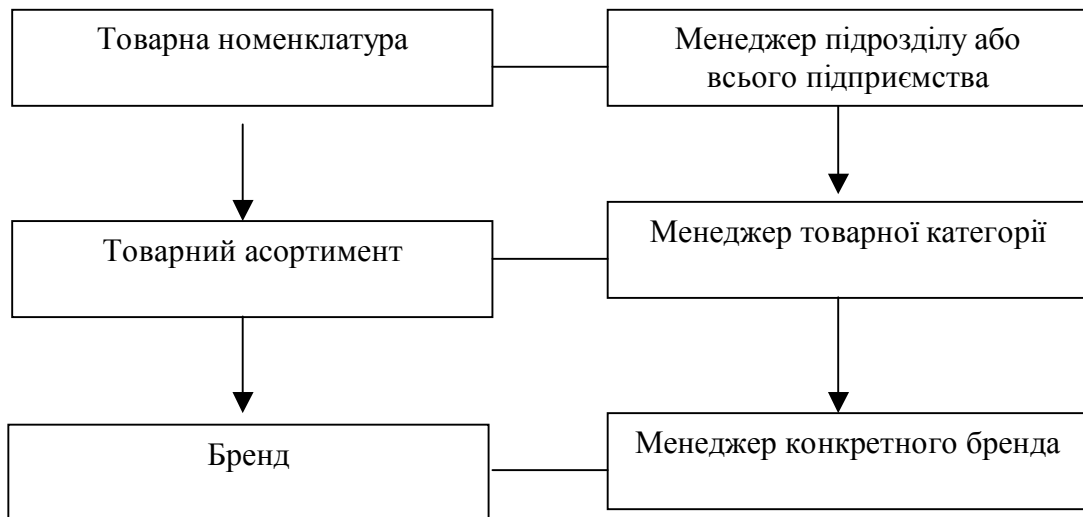 Товарна номенклатура
Менеджер підрозділу або
всього підприємства
Товарний асортимент
Менеджер товарної категорії
Бренд
Менеджер конкретного бренда